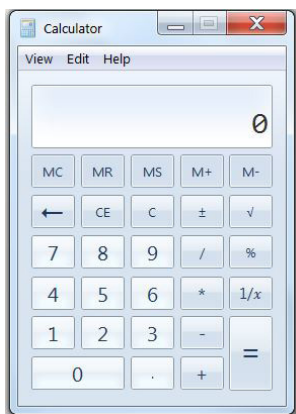 Calculator
View Edit Help
0
MC MR MS M+ M-
← CE C ± √
7 8 9 / %
4 5 6 * 1/x
1 2 3 - =
0 . +